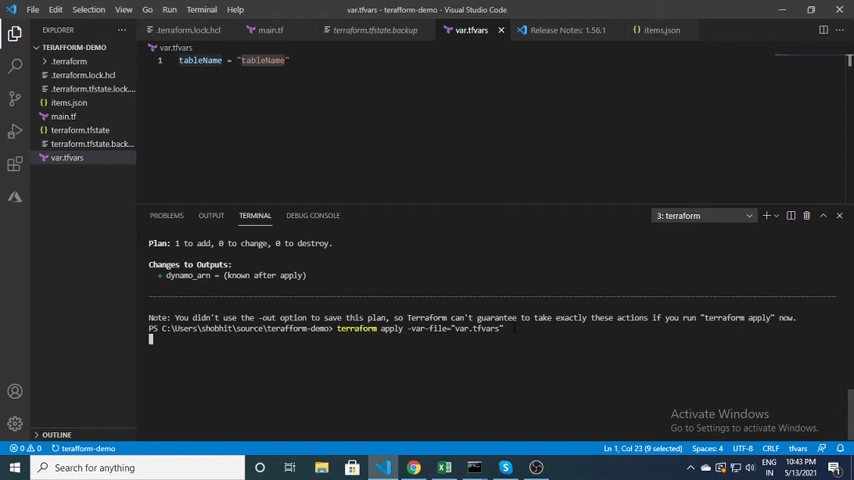 File Edit Selection View Go Run Terminal Help
var.tfvars - terafform-demo - Visual Studio Code
EXPLORER
.terraform.lock.hcl main.tf terraform.tfstate.backup var.tfvars Release Notes: 1.56.1 items.json
TERAFFORM-DEMO
.terraform
.terraform.lock.hcl
.terraform.tfstate.lock...
items.json
main.tf
terraform.tfstate
terraform.tfstate.back...
var.tfvars
OUTLINE
var.tfvars
1 tableName = "tableName"
PROBLEMS OUTPUT TERMINAL DEBUG CONSOLE
3: terraform
Plan: 1 to add, 0 to change, 0 to destroy.
Changes to Outputs:
+ dynamo_arn = (known after apply)
Note: You didn't use the -out option to save this plan, so Terraform can't guarantee to take exactly these actions if you run "terraform apply" now.
PS C:\Users\shobhit\source\terafform-demo> terraform apply -var-file="var.tfvars"
Activate Windows
Go to Settings to activate Windows.
0 0 terafform-demo
Ln 1, Col 23 (9 selected) Spaces: 4 UTF-8 CRLF tfvars
Search for anything
ENG
IN
10:43 PM
5/13/2021